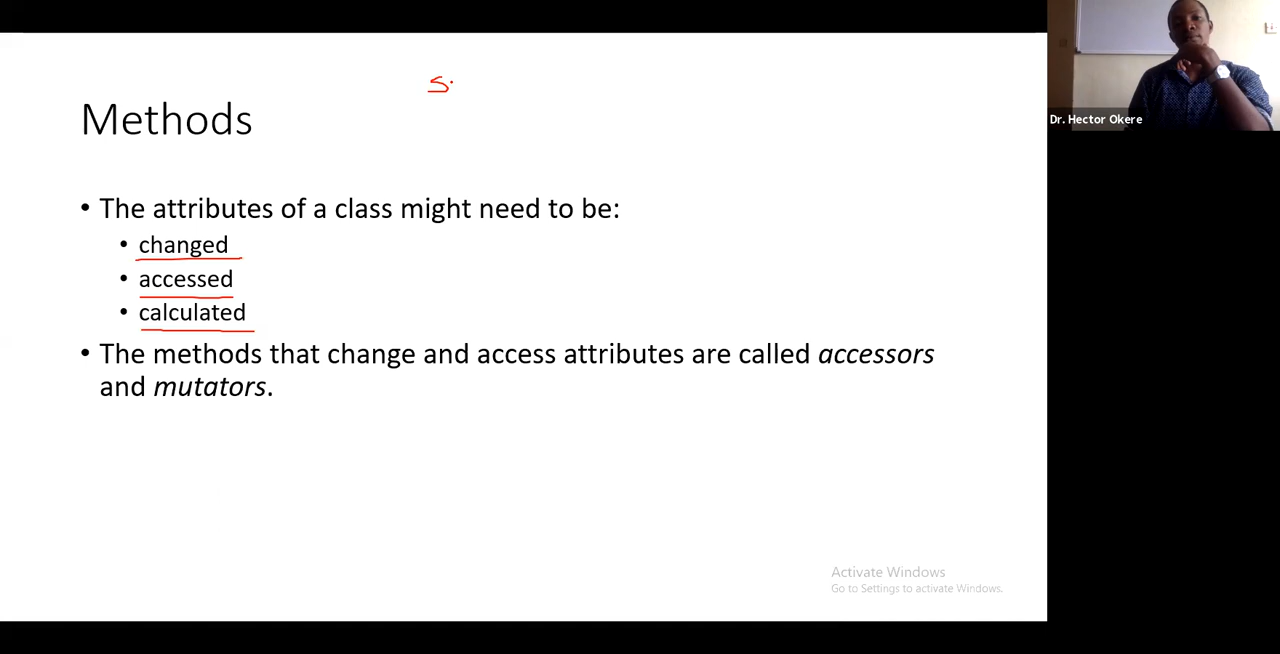 S.
Methods
• The attributes of a class might need to be:
• changed
• accessed
• calculated
• The methods that change and access attributes are called accessors
and mutators.
Activate Windows
Go to Settings to activate Windows.
Dr. Hector Okere